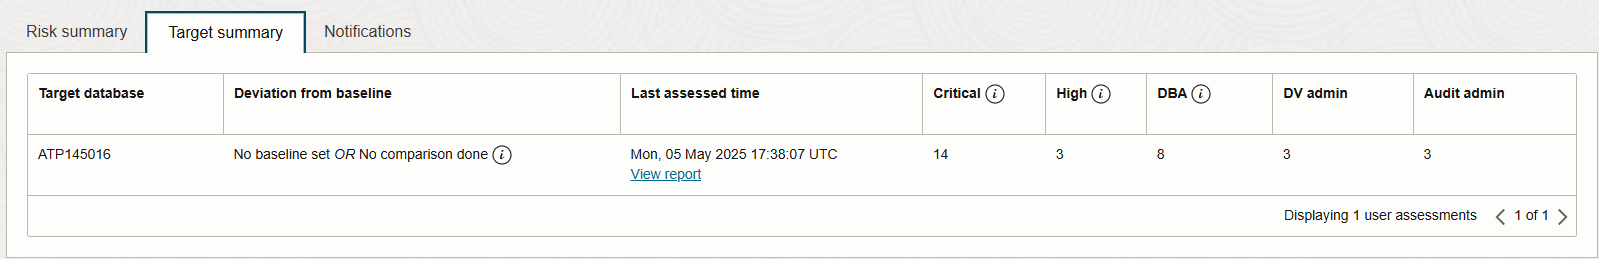 Risk summary Target summary Notifications
Target database Deviation from baseline Last assessed time Critical i High i DBA i DV admin Audit admin
ATP145016 No baseline set OR No comparison done i Mon, 05 May 2025 17:38:07 UTC 14 3 8 3 3
View report
Displaying 1 user assessments 1 of 1